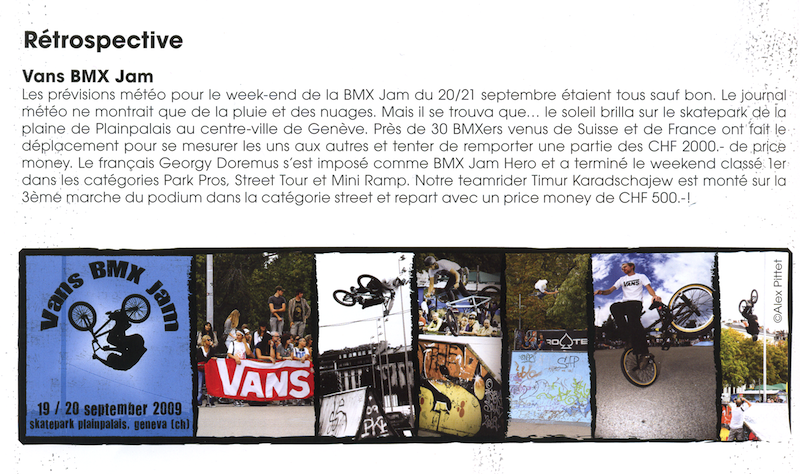 Rétrospective
Vans BMX Jam
Les prévisions météo pour le week-end de la BMX Jam du 20/21 septembre étaient tous sauf bon. Le journal
météo ne montrait que de la pluie et des nuages. Mais il se trouva que... le soleil brilla sur le skatepark de la
plaine de Plainpalais au centre-ville de Genève. Près de 30 BMXers venus de Suisse et de France ont fait le
déplacement pour se mesurer les uns aux autres et tenter de remporter une partie des CHF 2000.- de price
money. Le français Georgy Doremus s'est imposé comme BMX Jam Hero et a terminé le weekend classé 1er
dans les catégories Park Pros, Street Tour et Mini Ramp. Notre teamrider Timur Karadschajew est monté sur la
3ème marche du podium dans la catégorie street et repart avec un price money de CHF 500.-!
Vans BMX Jam
19 / 20 september 2009
skatepark plainpalais, geneva (ch)
VANS
VANS
©Alex Pittet